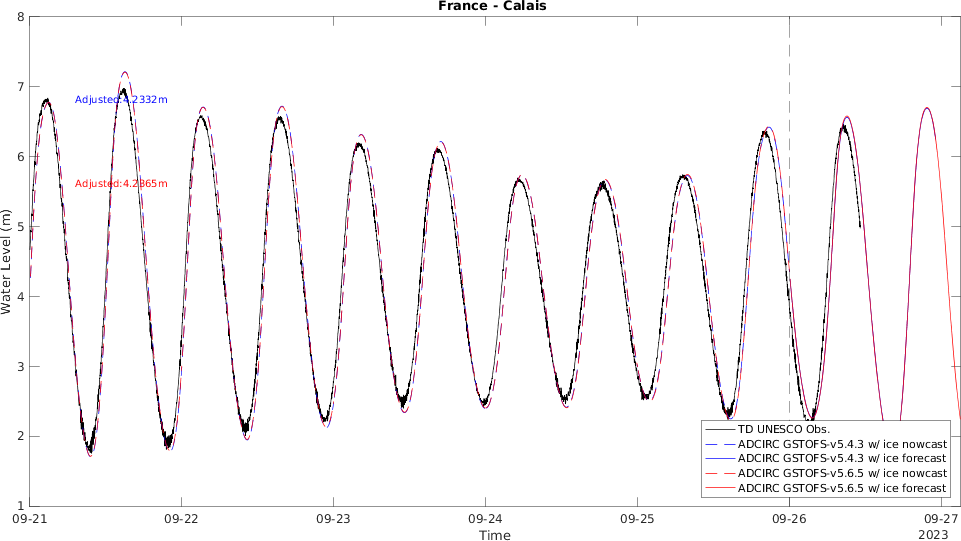 France - Calais
8
7
6
5
4
3
2
1
Water Level (m)
Adjusted:4.2332m
Adjusted:4.2365m
TD UNESCO Obs.
ADCIRC GSTOFS-v5.4.3 w/ ice nowcast
ADCIRC GSTOFS-v5.4.3 w/ ice forecast
ADCIRC GSTOFS-v5.6.5 w/ ice nowcast
ADCIRC GSTOFS-v5.6.5 w/ ice forecast
09-21 09-22 09-23 09-24 09-25 09-26 09-27
Time 2023